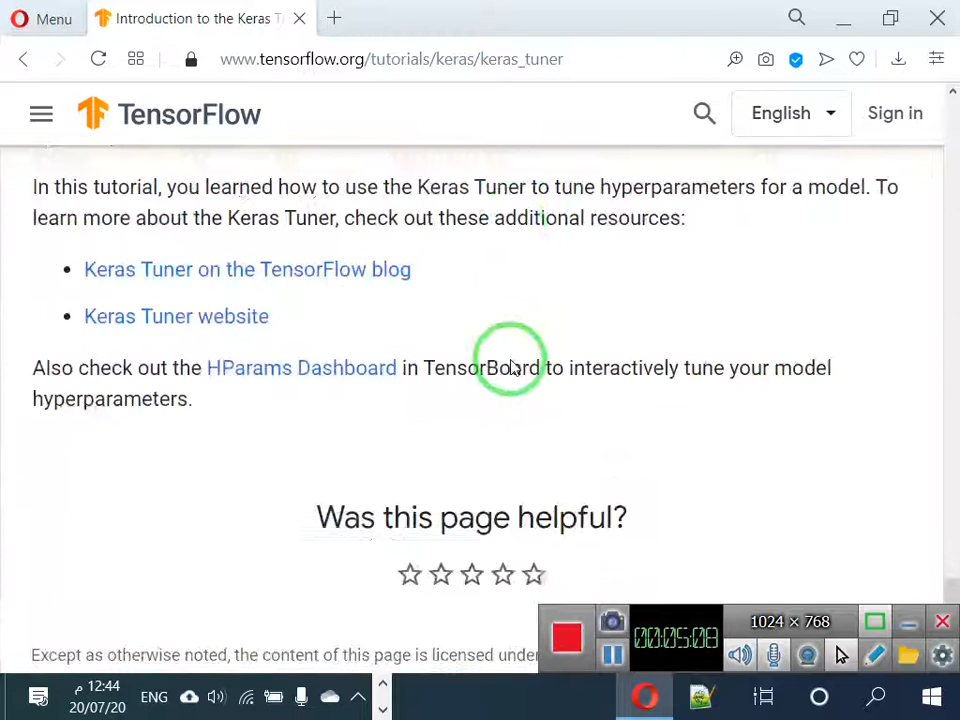 Menu
Introduction to the Keras T
www.tensorflow.org/tutorials/keras/keras_tuner
TensorFlow
English
Sign in
In this tutorial, you learned how to use the Keras Tuner to tune hyperparameters for a model. To
learn more about the Keras Tuner, check out these additional resources:
• Keras Tuner on the TensorFlow blog
• Keras Tuner website
Also check out the HParams Dashboard in TensorBoard to interactively tune your model
hyperparameters.
Was this page helpful?
1024 × 768
00:05:08
Except as otherwise noted, the content of this page is licensed under
12:44 م
ENG
20/07/20